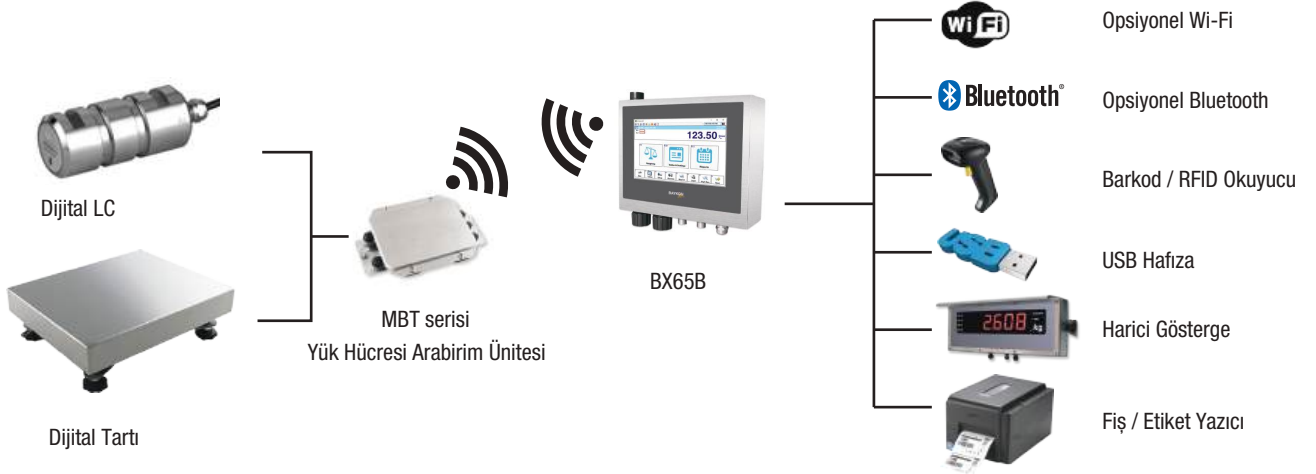 Dijital LC
Dijital Tartı
MBT serisi
Yük Hücresi Arabirim Ünitesi
123.50
BX65B
Wi Fi
Opsiyonel Wi-Fi
Bluetooth®
Opsiyonel Bluetooth
Barkod / RFID Okuyucu
USB Hafıza
2608
kg
Harici Gösterge
Fiş / Etiket Yazıcı